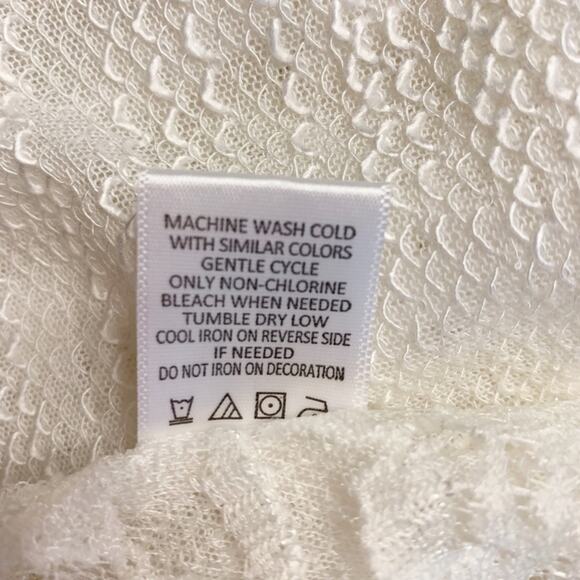 MACHINE WASH COLD
WITH SIMILAR COLORS
GENTLE CYCLE
ONLY NON-CHLORINE
BLEACH WHEN NEEDED
TUMBLE DRY LOW
COOL IRON ON REVERSE SIDE
IF NEEDED
DO NOT IRON ON DECORATION